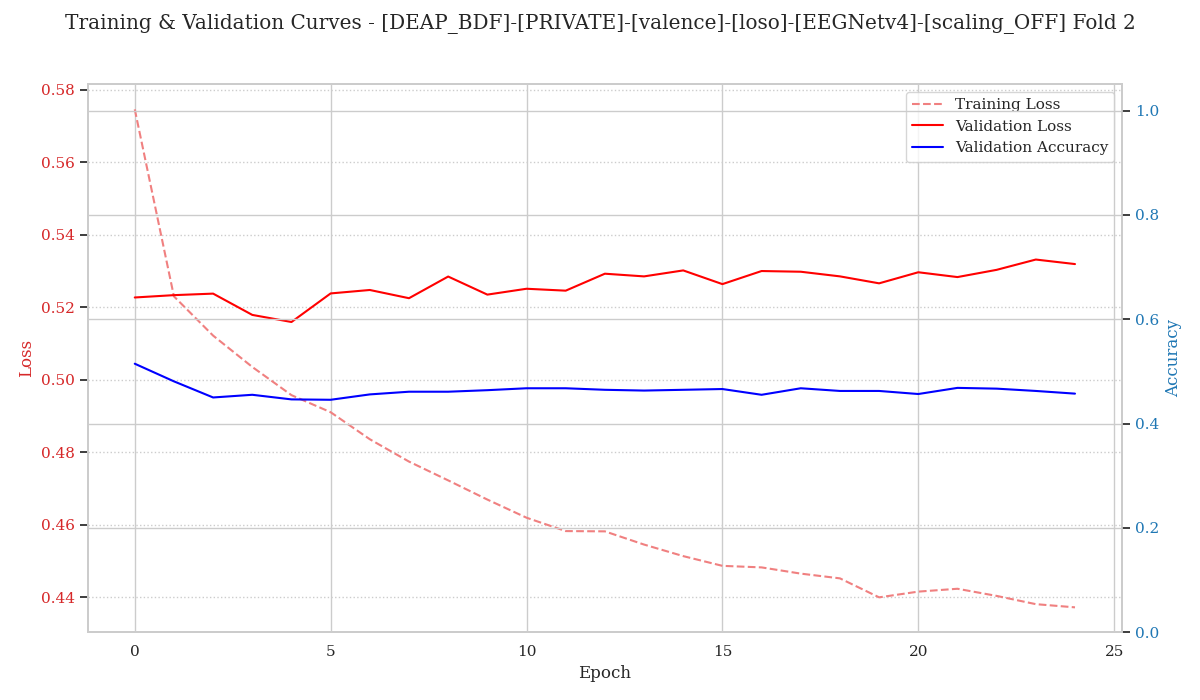 Training & Validation Curves - [DEAP_BDF]-[PRIVATE]-[valence]-[loso]-[EEGNetv4]-[scaling_OFF] Fold 2
Training Loss
Validation Loss
Validation Accuracy
0.58
0.56
0.54
0.52
0.50
0.48
0.46
0.44
Loss
1.0
0.8
0.6
0.4
0.2
0.0
Accuracy
0 5 10 15 20 25
Epoch